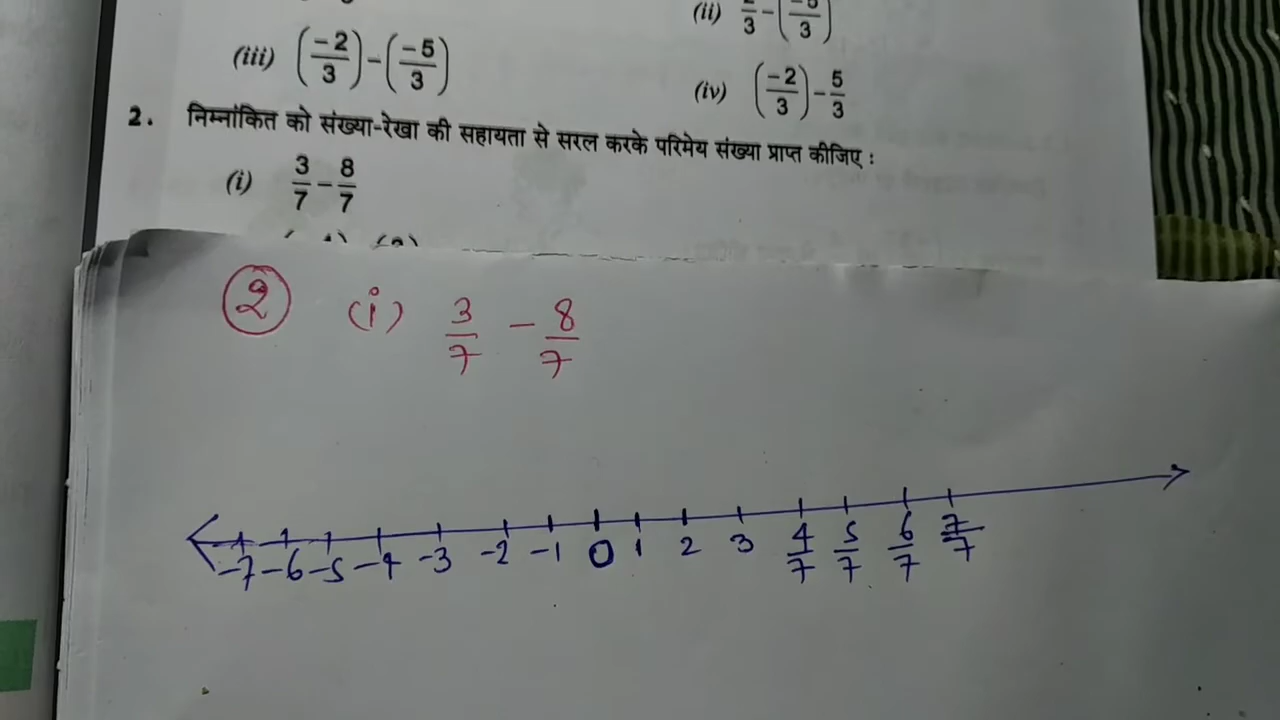 (ii) 2/3 - (-5/3)
(iii) (-2/3) - (-5/3)
(iv) (-2/3) - 5/3
2. निम्नांकित को संख्या-रेखा की सहायता से सरल करके परिमेय संख्या प्राप्त कीजिए :
(i) 3/7 - 8/7
2 (i) 3/7 - 8/7
-7 -6 -5 -4 -3 -2 -1 0 1 2 3 4/7 5/7 6/7 7/7